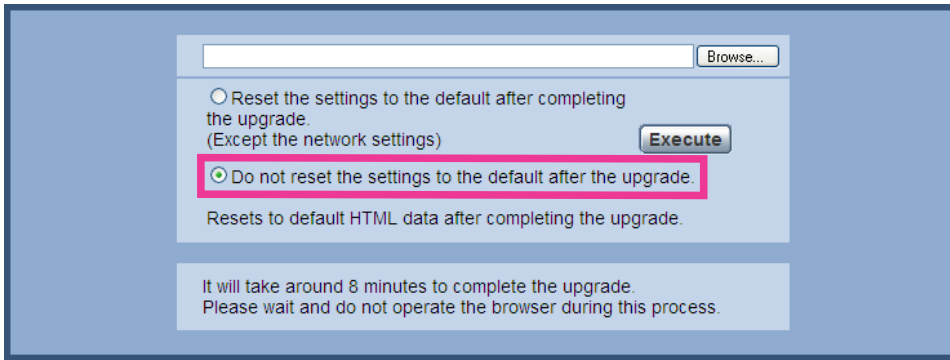 Browse...
Reset the settings to the default after completing
the upgrade.
(Except the network settings)
Execute
Do not reset the settings to the default after the upgrade.
Resets to default HTML data after completing the upgrade.
It will take around 8 minutes to complete the upgrade.
Please wait and do not operate the browser during this process.